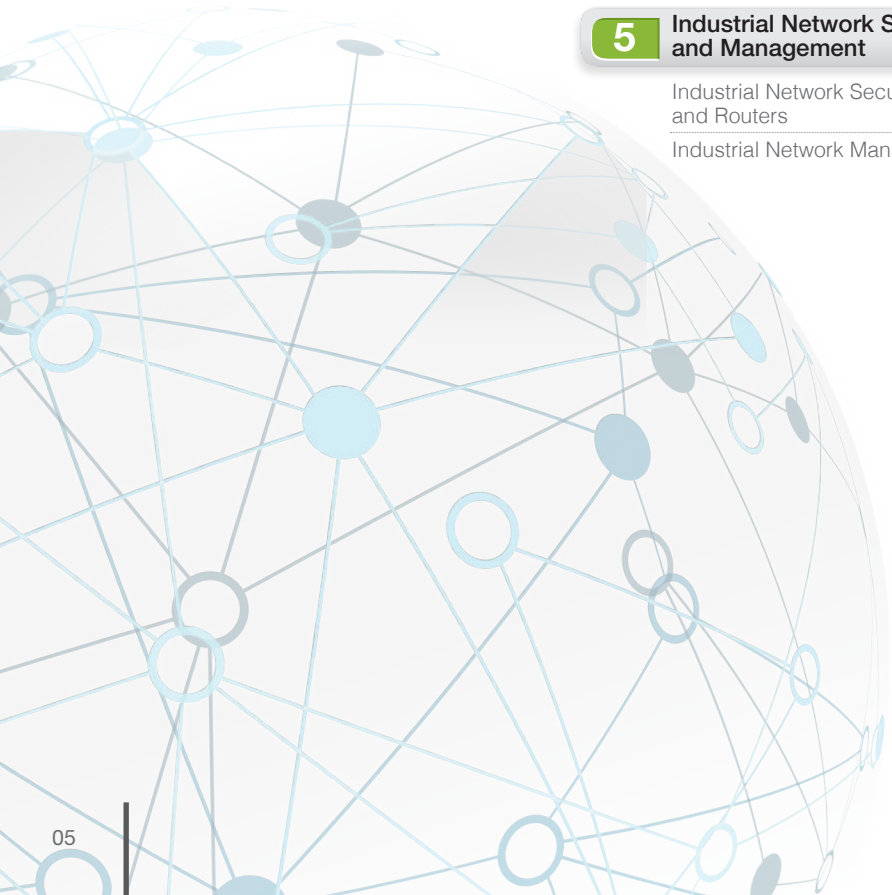 5
Industrial Network S
and Management
Industrial Network Secu
and Routers
Industrial Network Man
05